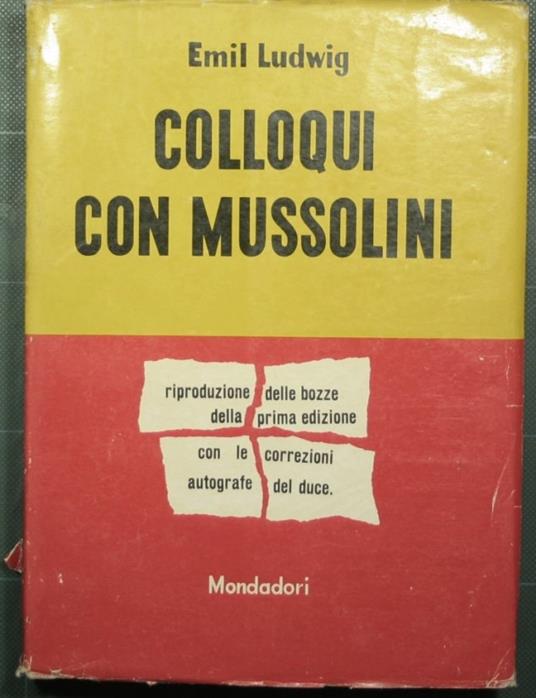 Emil Ludwig
COLLOQUI
CON MUSSOLINI
riproduzione delle bozze
della prima edizione
con le correzioni
autografe del duce.
Mondadori